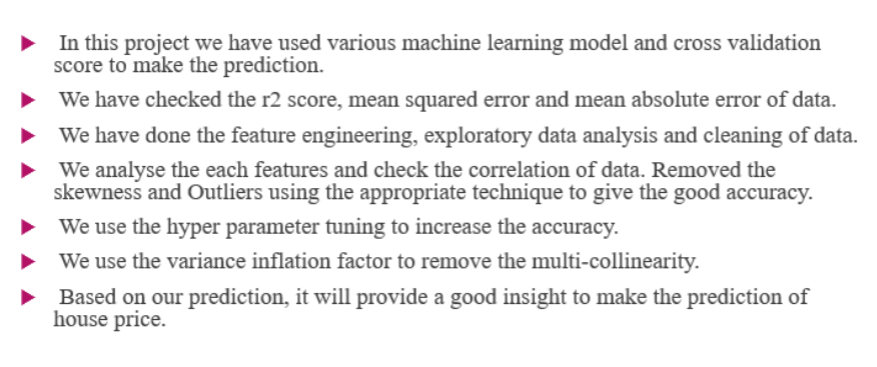 In this project we have used various machine learning model and cross validation
score to make the prediction.
We have checked the r2 score, mean squared error and mean absolute error of data.
We have done the feature engineering, exploratory data analysis and cleaning of data.
We analyse the each features and check the correlation of data. Removed the
skewness and Outliers using the appropriate technique to give the good accuracy.
We use the hyper parameter tuning to increase the accuracy.
We use the variance inflation factor to remove the multi-collinearity.
Based on our prediction, it will provide a good insight to make the prediction of
house price.